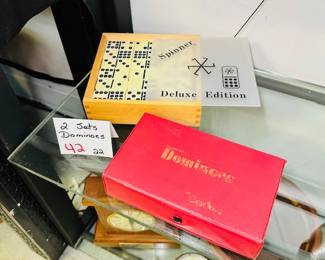 Spinner
Deluxe Edition
2 Sets
Dominoes
42 22
Dominoes